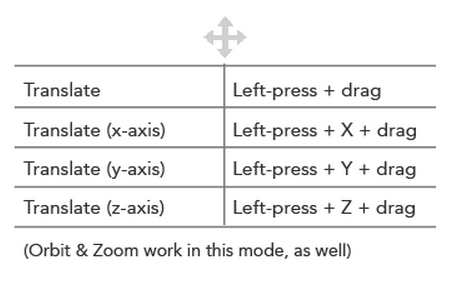 Translate Left-press + drag
Translate (x-axis) Left-press + X + drag
Translate (y-axis) Left-press + Y + drag
Translate (z-axis) Left-press + Z + drag
(Orbit & Zoom work in this mode, as well)